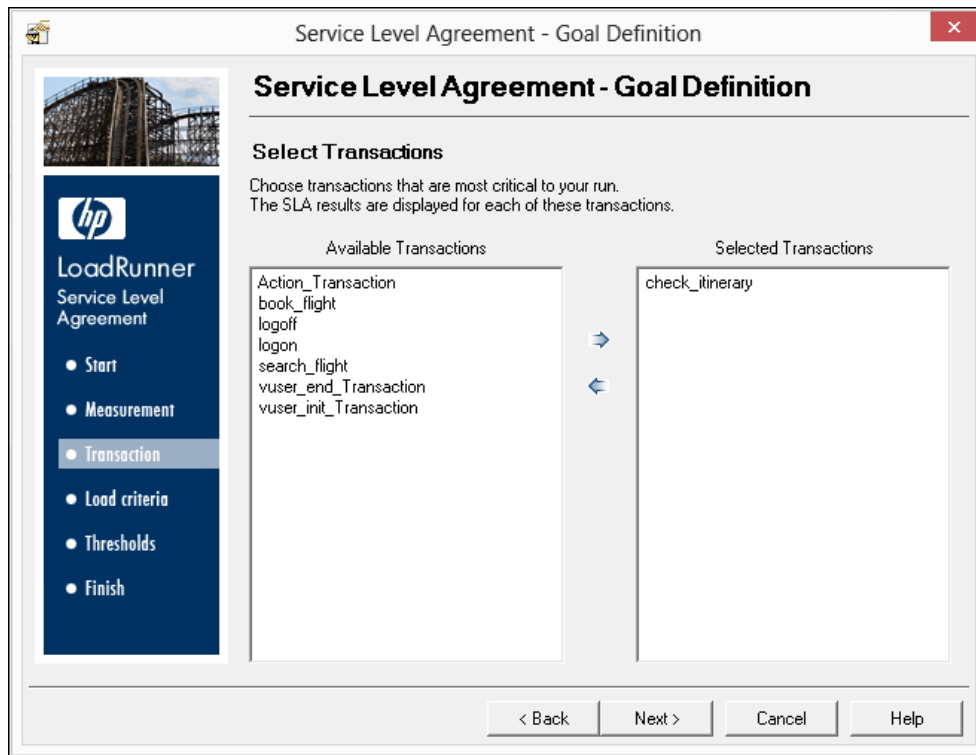 Service Level Agreement - Goal Definition
x
hp
LoadRunner
Service Level
Agreement
Start
Measurement
Transaction
Load criteria
Thresholds
Finish
Service Level Agreement - Goal Definition
Select Transactions
Choose transactions that are most critical to your run.
The SLA results are displayed for each of these transactions.
Available Transactions
Action_Transaction
book_flight
logoff
logon
search_flight
vuser_end_Transaction
vuser_init_Transaction
Selected Transactions
check_itinerary
< Back
Next >
Cancel
Help